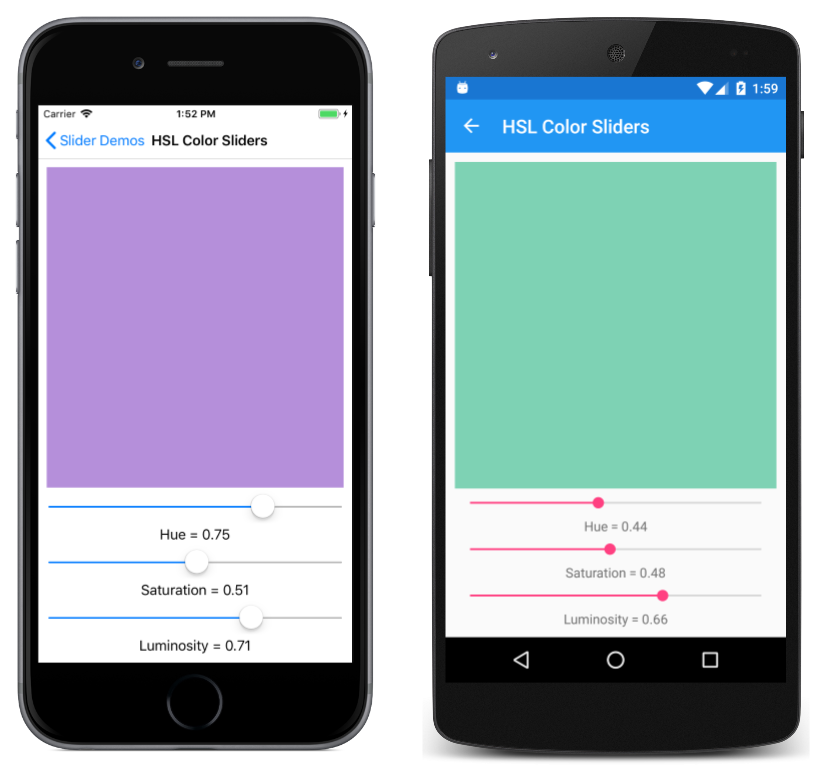 Carrier 1:52 PM
Slider Demos HSL Color Sliders
Hue = 0.75
Saturation = 0.51
Luminosity = 0.71
1:59
HSL Color Sliders
Hue = 0.44
Saturation = 0.48
Luminosity = 0.66